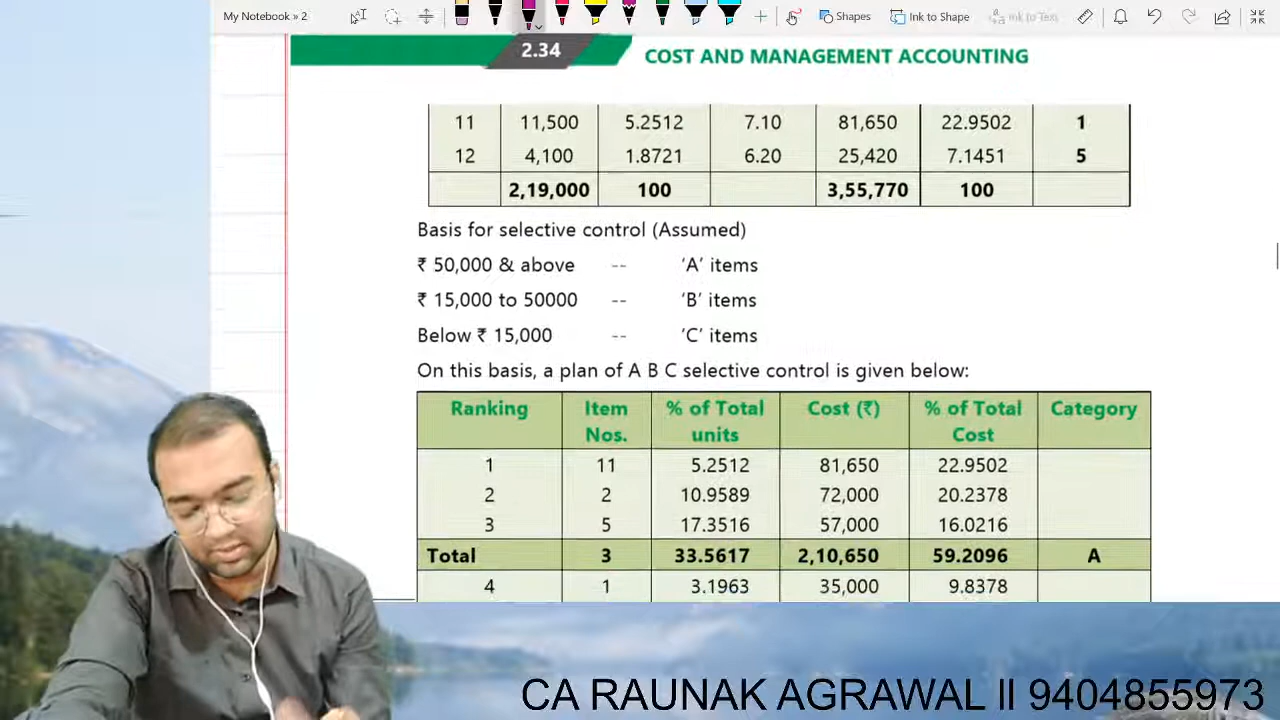 My Notebook » 2
Shapes
Ink to Shape
Ink to Text
2.34
COST AND MANAGEMENT ACCOUNTING
11 11,500 5.2512 7.10 81,650 22.9502 1
12 4,100 1.8721 6.20 25,420 7.1451 5
2,19,000 100 3,55,770 100
Basis for selective control (Assumed)
₹ 50,000 & above -- 'A' items
₹ 15,000 to 50000 -- 'B' items
Below ₹ 15,000 -- 'C' items
On this basis, a plan of A B C selective control is given below:
Ranking Item % of Total Cost (₹) % of Total Category
Nos. units Cost
1 11 5.2512 81,650 22.9502
2 2 10.9589 72,000 20.2378
3 5 17.3516 57,000 16.0216
Total 3 33.5617 2,10,650 59.2096 A
4 1 3.1963 35,000 9.8378
CA RAUNAK AGRAWAL II 9404855973